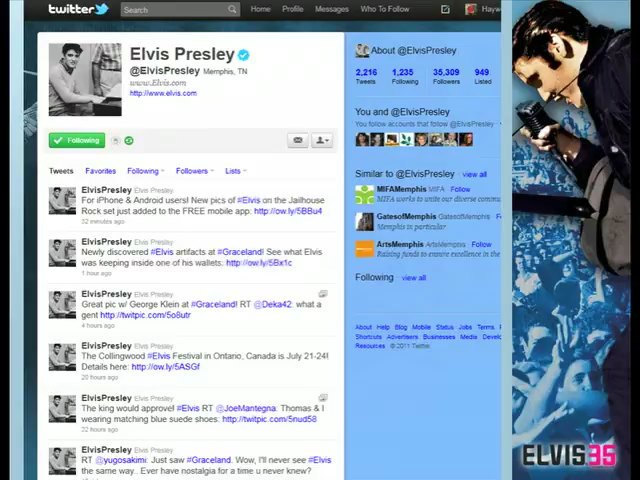 twitter
Search
Home Profile Messages Who To Follow
Elvis Presley
@ElvisPresley Memphis, TN
www.Elvis.com
http://www.elvis.com
Following
Tweets Favorites Following Followers Lists
ElvisPresley Elvis Presley
For iPhone & Android users! New pics of #Elvis on the Jailhouse
Rock set just added to the FREE mobile app: http://ow.ly/5BBu4
22 minutes ago
ElvisPresley Elvis Presley
Newly discovered #Elvis artifacts at #Graceland! See what Elvis
was keeping inside one of his wallets: http://ow.ly/5Bx1c
1 hour ago
ElvisPresley Elvis Presley
Great pic w/ George Klein at #Graceland! RT @Deka42: what a
gent http://twitpic.com/5o8utr
4 hours ago
ElvisPresley Elvis Presley
The Collingwood #Elvis Festival in Ontario, Canada is July 21-24!
Details here: http://ow.ly/5ASGf
20 hours ago
ElvisPresley Elvis Presley
The king would approve! #Elvis RT @JoeMantegna: Thomas & I
wearing matching blue suede shoes: http://twitpic.com/5nud58
22 hours ago
ElvisPresley Elvis Presley
RT @yugosakimi: Just saw #Graceland. Wow, I'll never see #Elvis
the same way.. Ever have nostalgia for a time u never knew?
About @ElvisPresley
2,216 1,235 35,309 949
Tweets Following Followers Listed
You and @ElvisPresley
You follow accounts that follow @ElvisPresley
Similar to @ElvisPresley view all
MIFAMemphis MIFA Follow
MIFA works to unite our diverse
GatesofMemphis GatesofMemphis
Memphis in particular
ArtsMemphis ArtsMemphis Follow
Raising funds to ensure excellence in the
Following view all
About Help Blog Mobile Status Jobs Terms
Shortcuts Advertisers Businesses Media
Resources © 2011 Twitter
ELVIS 35